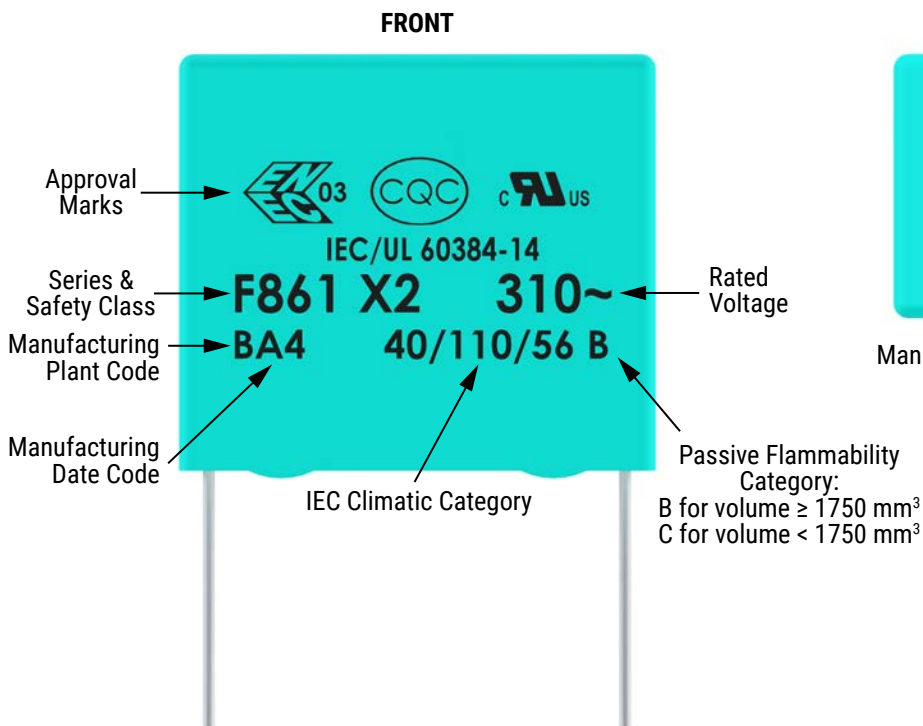 FRONT
Approval
Marks
EN
EC
03
CQC
c RU US
IEC/UL 60384-14
Series &
Safety Class
F861 X2 310~
Rated
Voltage
Manufacturing
Plant Code
BA4 40/110/56 B
Man
Manufacturing
Date Code
IEC Climatic Category
Passive Flammability
Category:
B for volume ≥ 1750 mm³
C for volume < 1750 mm³